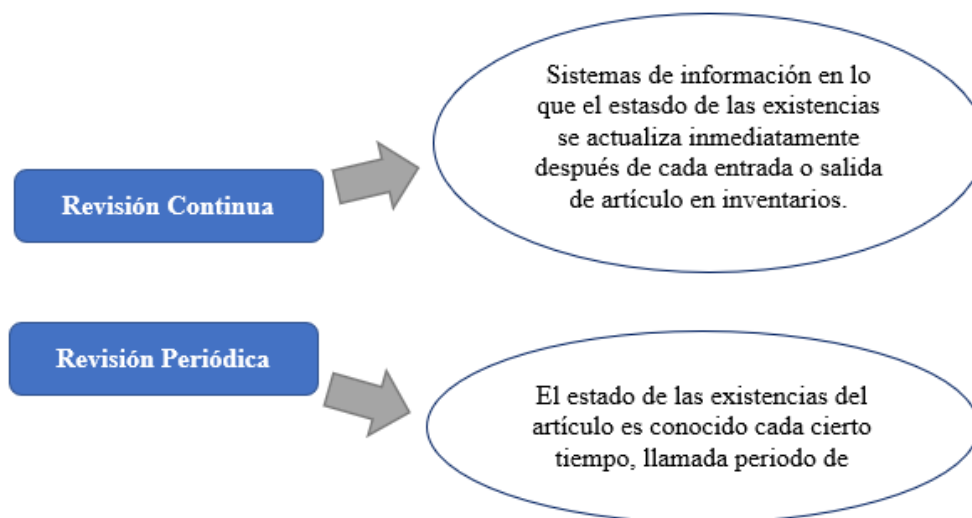 Sistemas de información en lo
que el estasdo de las existencias
se actualiza inmediatamente
después de cada entrada o salida
de artículo en inventarios.
Revisión Continua
Revisión Periódica
El estado de las existencias del
artículo es conocido cada cierto
tiempo, llamada periodo de